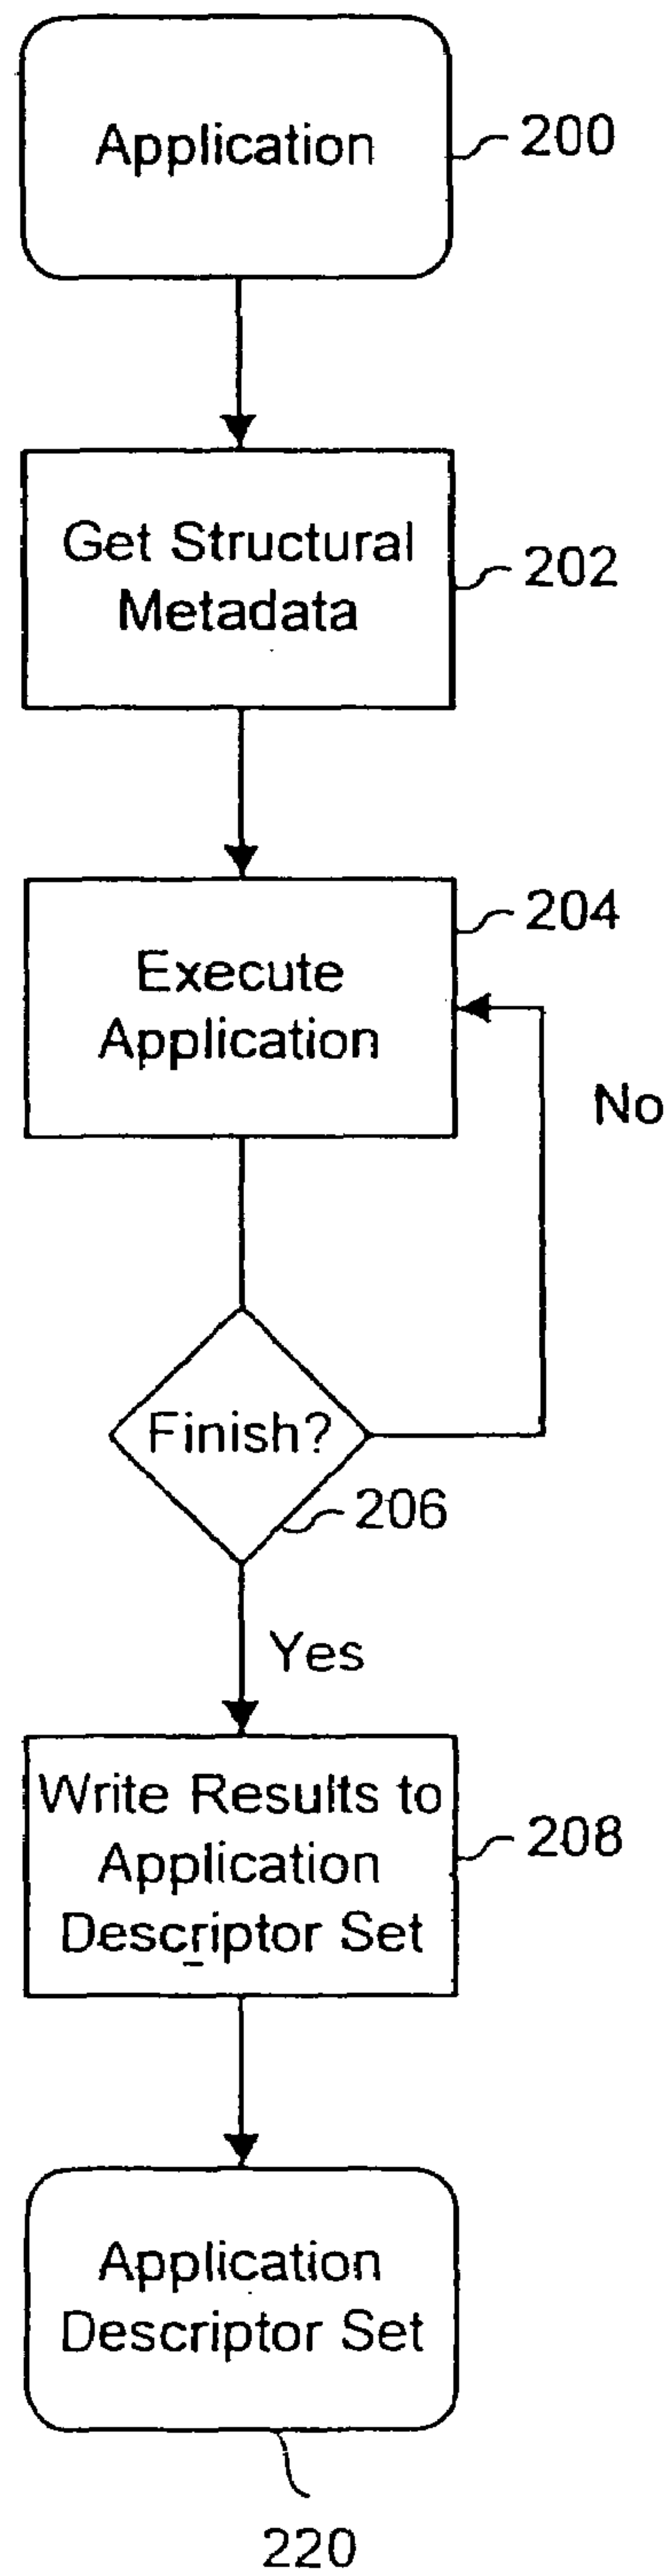 Application
200
Get Structural
Metadata
202
204
Execute
Application
No
Finish?
206
Yes
Write Results to
Application
Descriptor Set
208
Application
Descriptor Set
220